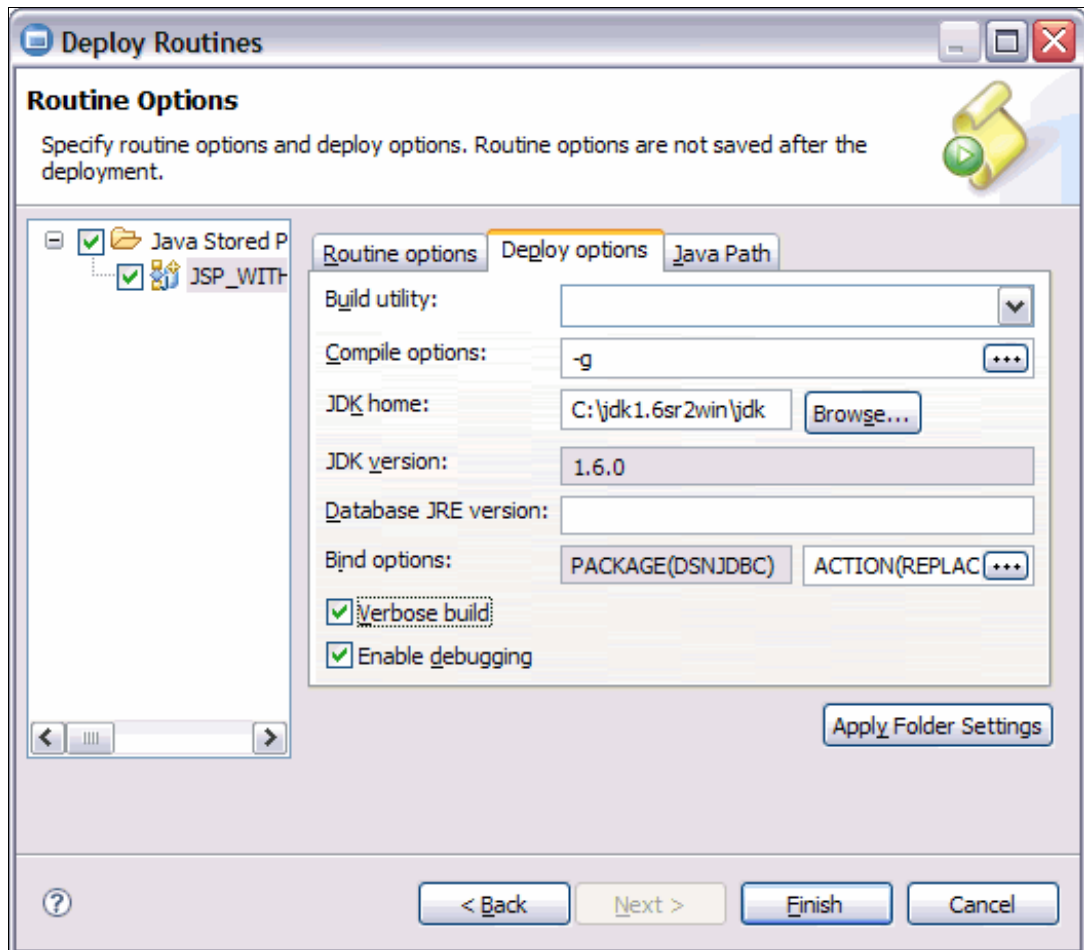 Deploy Routines
Routine Options
Specify routine options and deploy options. Routine options are not saved after the
deployment.
Java Stored P
JSP_WITH
Routine options
Deploy options
Java Path
Build utility:
Compile options:
-g
JDK home:
C:\jdk1.6sr2win\jdk
Browse...
JDK version:
1.6.0
Database JRE version:
Bind options:
PACKAGE(DSNJDBC)
ACTION(REPLAC
Verbose build
Enable debugging
Apply Folder Settings
< Back
Next >
Finish
Cancel